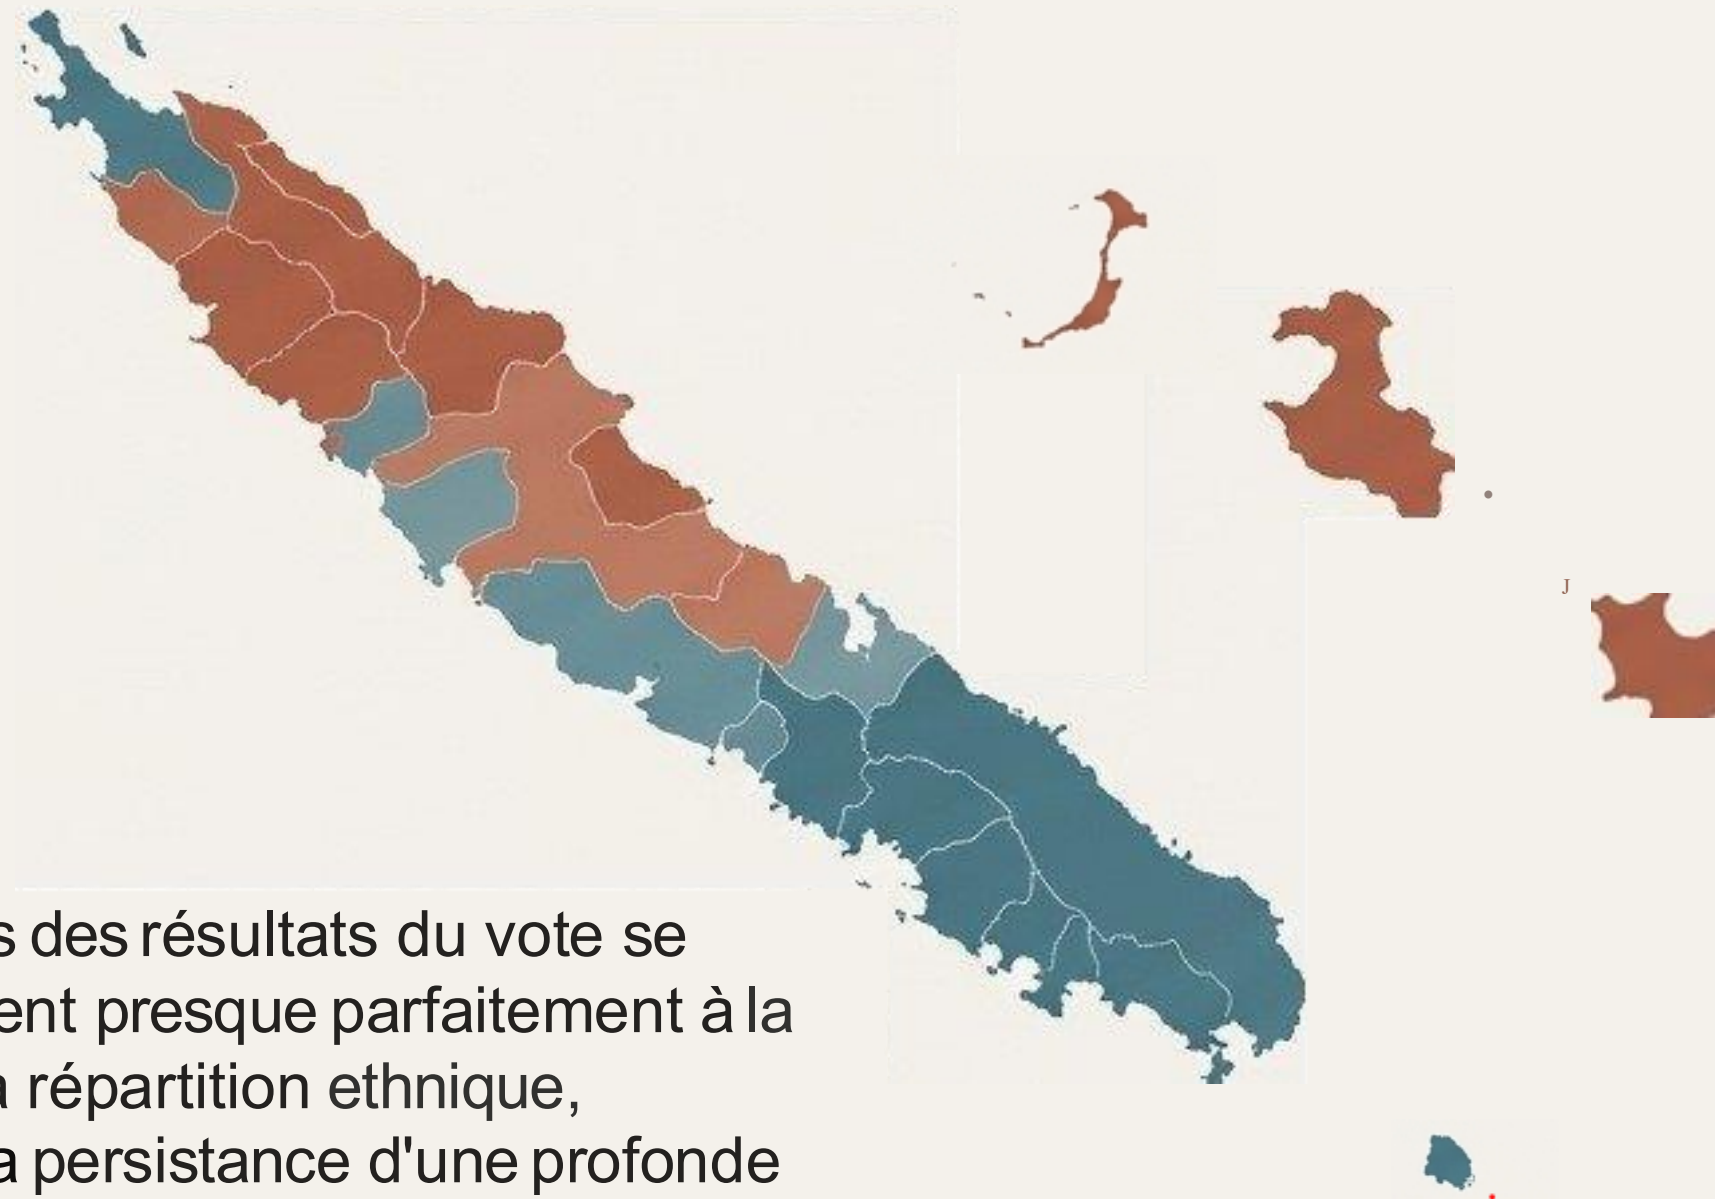 J
s des résultats du vote se
ent presque parfaitement à la
a répartition ethnique,
a persistance d'une profonde